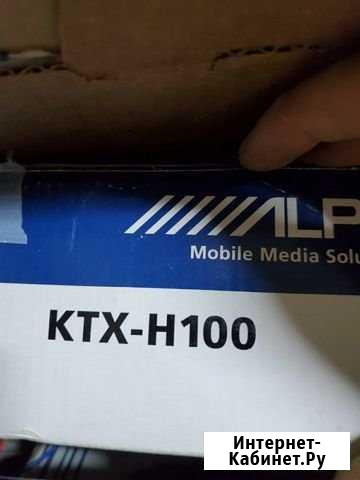 ALP
Mobile Media Solu
KTX-H100
Интернет-
Кабинет.Ру